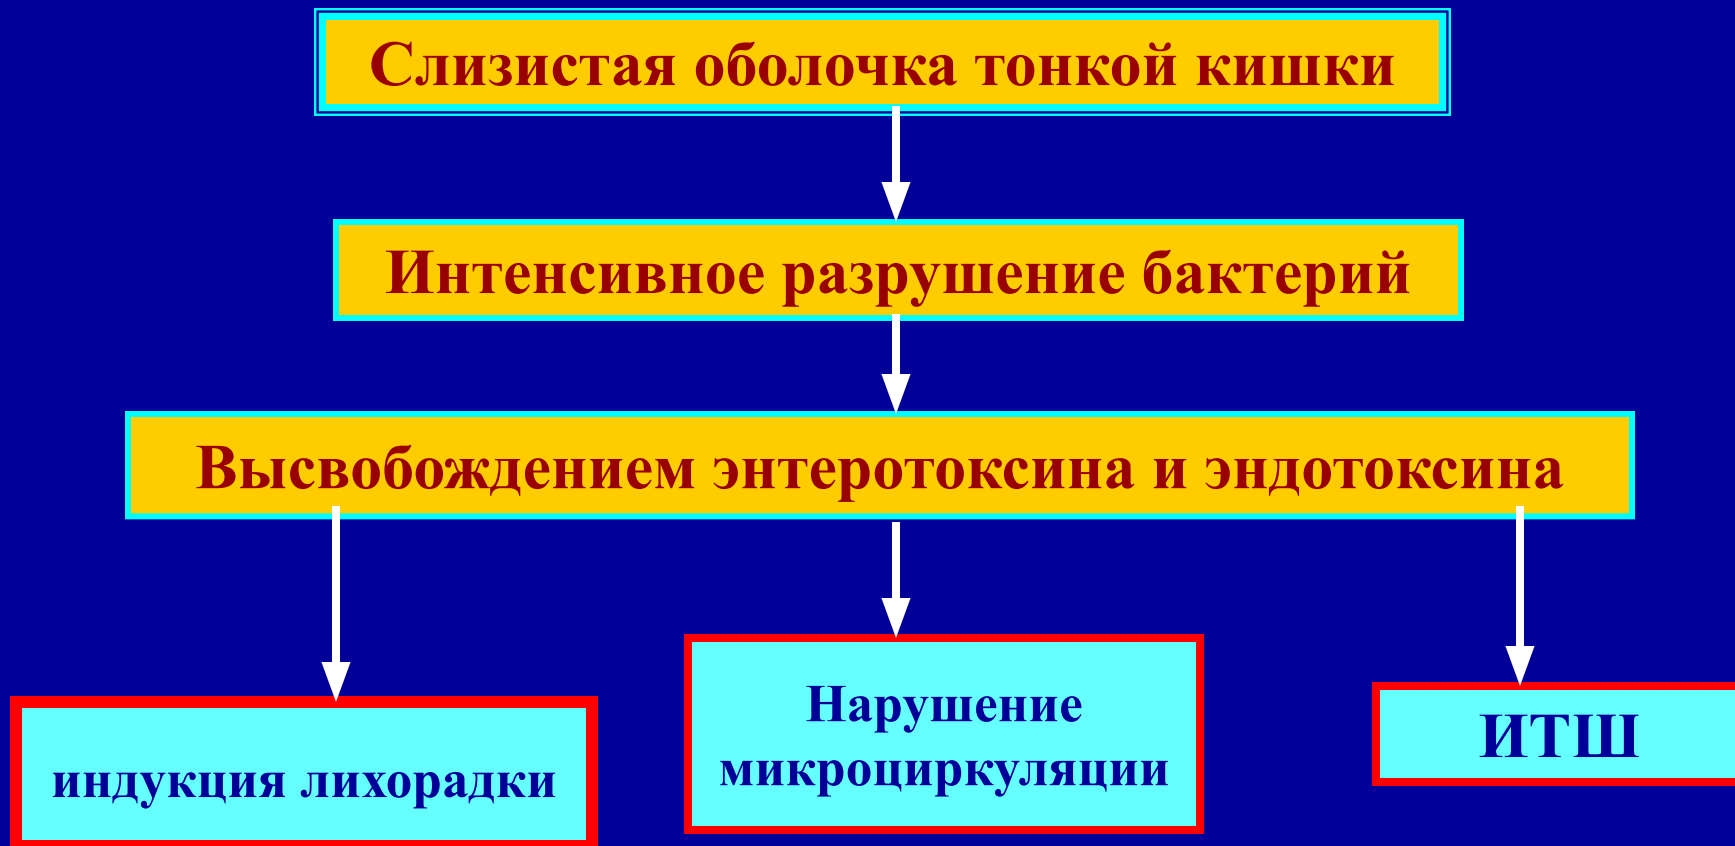 Слизистая оболочка тонкой кишки
Интенсивное разрушение бактерий
Высвобождением энтеротоксина и эндотоксина
индукция лихорадки
Нарушение
микроциркуляции
ИТШ